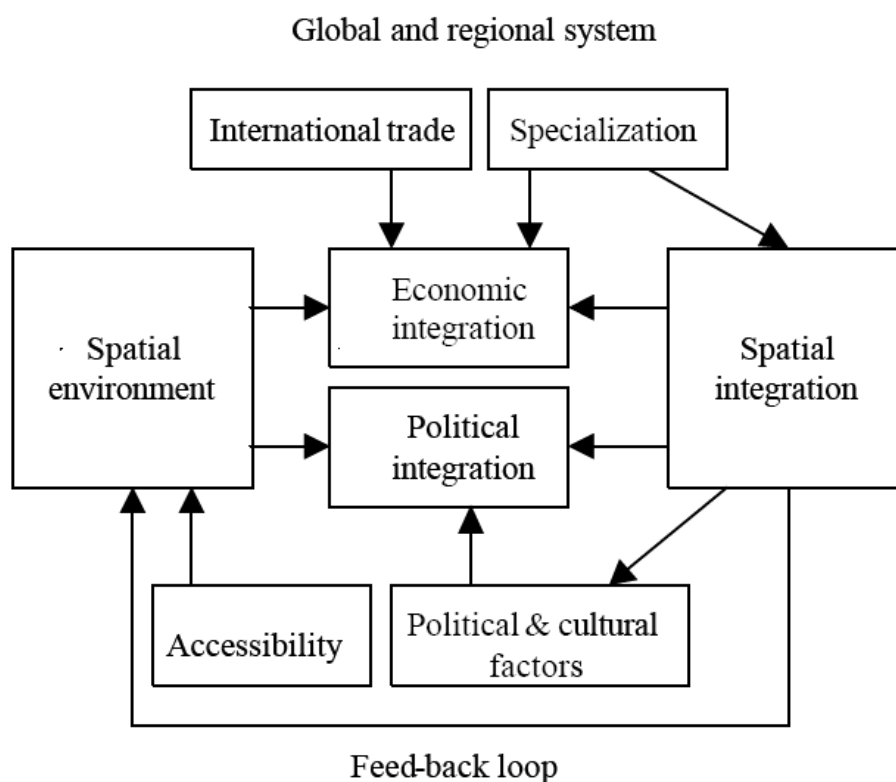 Global and regional system
International trade
Specialization
Economic
integration
Spatial
environment
Spatial
integration
Political
integration
Accessibility
Political & cultural
factors
Feed-back loop